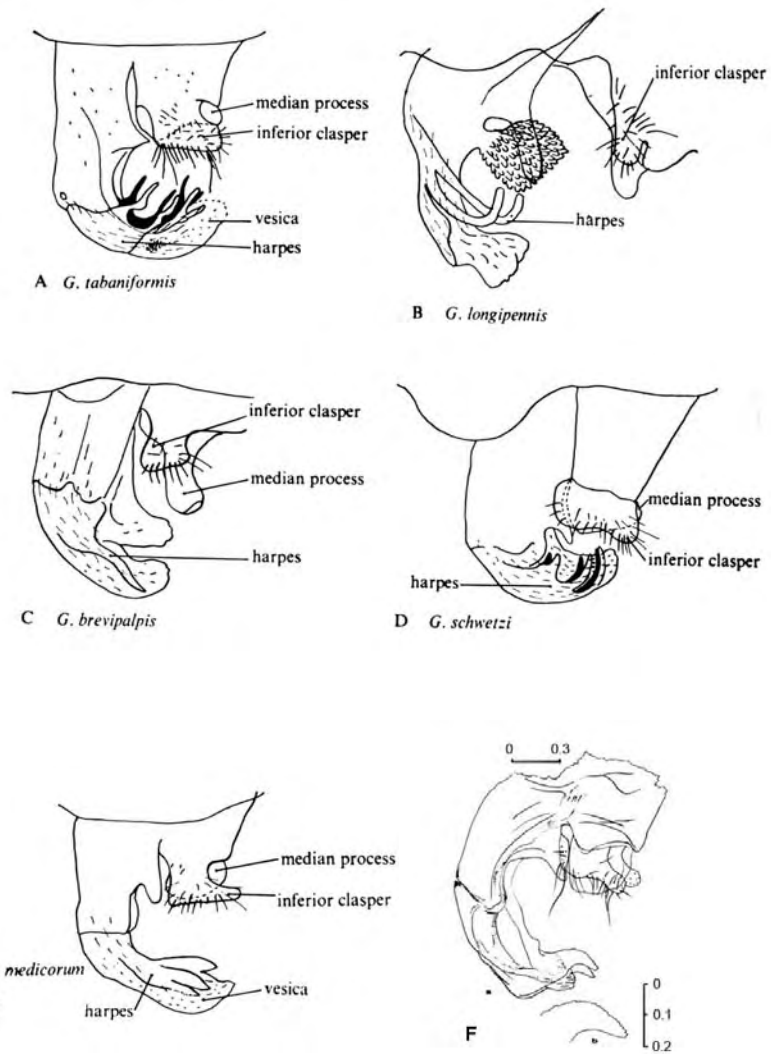 median process
inferior clasper
vesica
harpes
A G. tabaniformis
inferior clasper
harpes
B G. longipennis
inferior clasper
median process
harpes
C G. brevipalpis
median process
inferior clasper
harpes
D G. schwetzi
median process
inferior clasper
medicorum
vesica
harpes
0 0.3
0
0.1
0.2
b
F